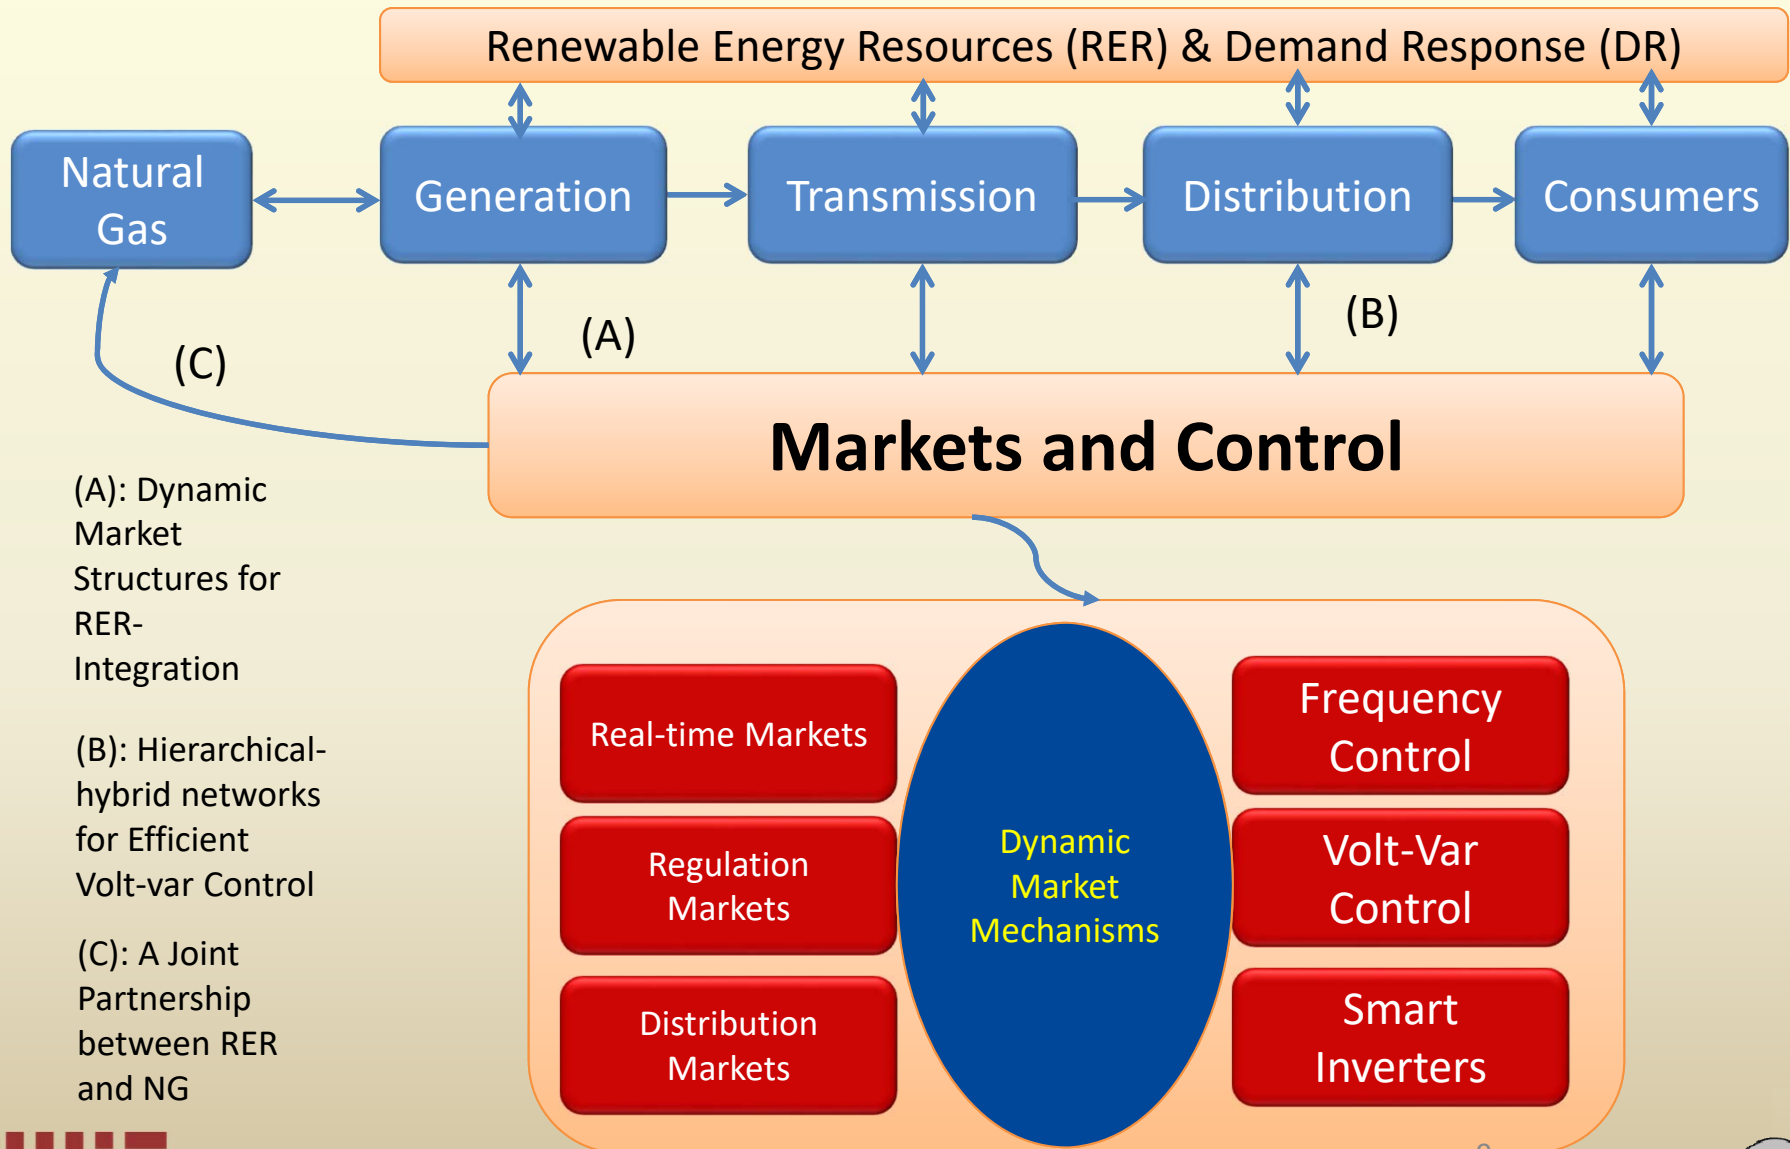 Renewable Energy Resources (RER) & Demand Response (DR)
Natural
Gas
Generation
Transmission
Distribution
Consumers
(A)
(B)
(C)
Markets and Control
(A): Dynamic
Market
Structures for
RER-
Integration
(B): Hierarchical-
hybrid networks
for Efficient
Volt-var Control
(C): A Joint
Partnership
between RER
and NG
Real-time Markets
Regulation
Markets
Distribution
Markets
Dynamic
Market
Mechanisms
Frequency
Control
Volt-Var
Control
Smart
Inverters